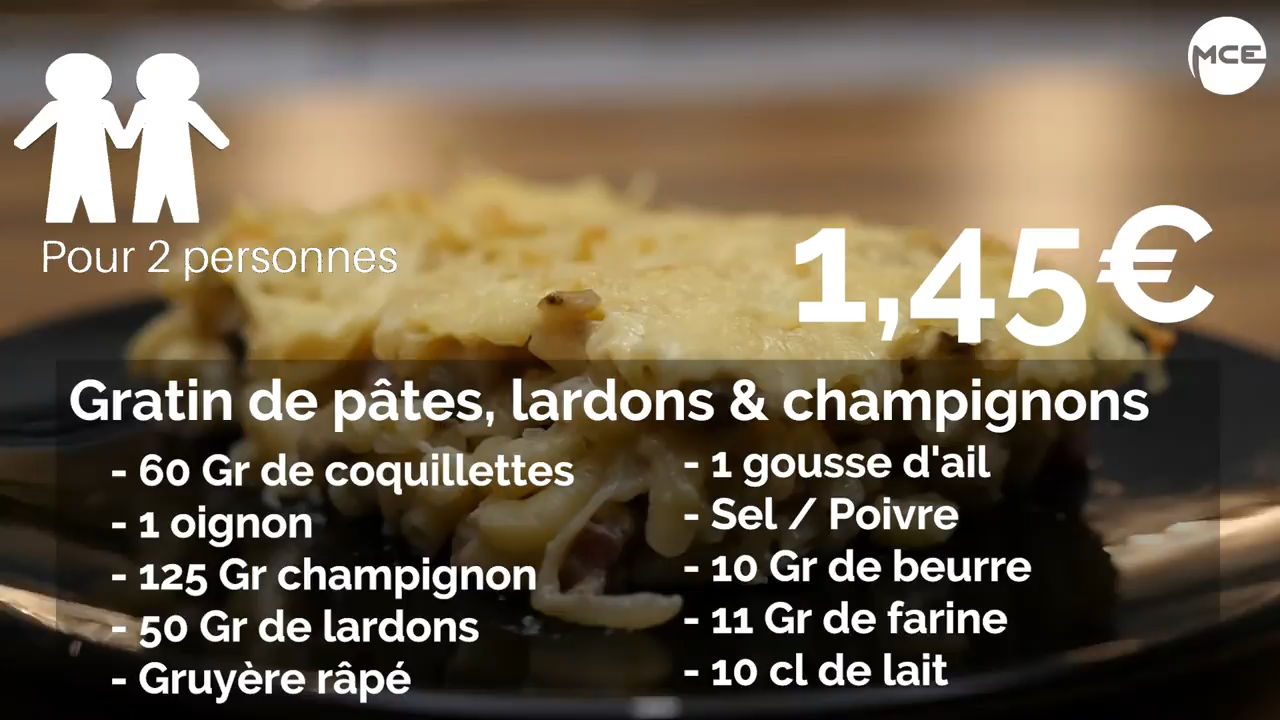 MCE
Pour 2 personnes
1,45€
Gratin de pâtes, lardons & champignons
- 60 Gr de coquillettes
- 1 oignon
- 125 Gr champignon
- 50 Gr de lardons
- Gruyère râpé
- 1 gousse d'ail
- Sel / Poivre
- 10 Gr de beurre
- 11 Gr de farine
- 10 cl de lait